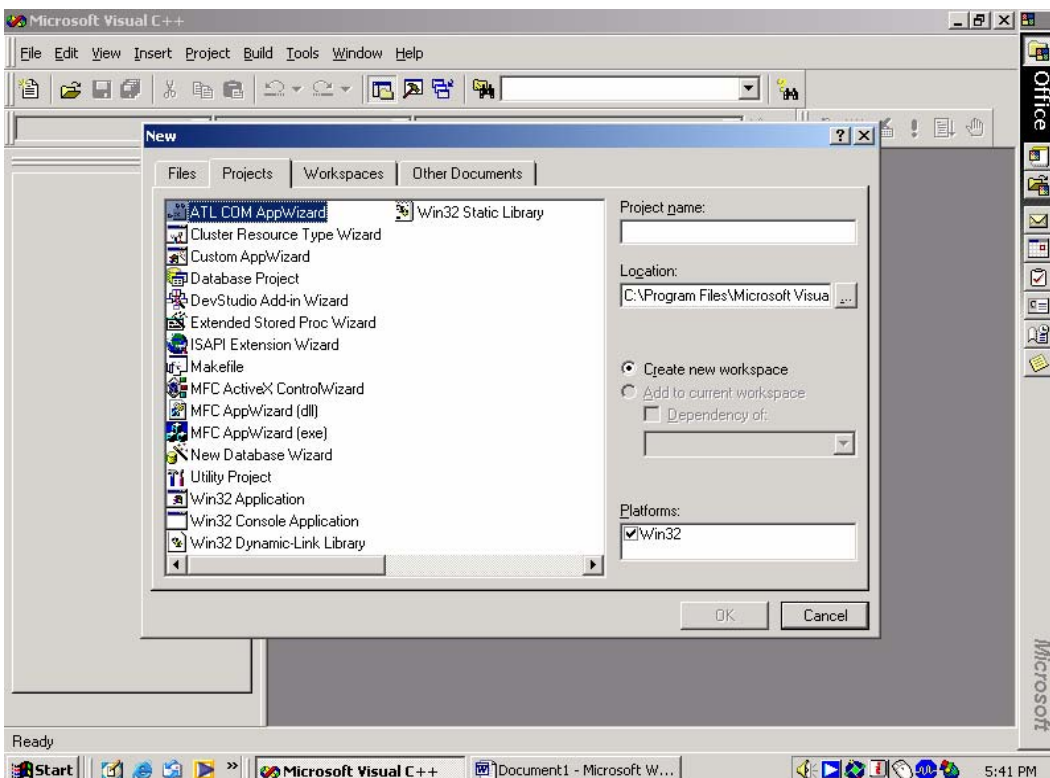 Microsoft Visual C++
File Edit View Insert Project Build Tools Window Help
Office
New
Files Projects Workspaces Other Documents
ATL COM AppWizard
Cluster Resource Type Wizard
Custom AppWizard
Database Project
DevStudio Add-in Wizard
Extended Stored Proc Wizard
ISAPI Extension Wizard
Makefile
MFC ActiveX ControlWizard
MFC AppWizard (dll)
MFC AppWizard (exe)
New Database Wizard
Utility Project
Win32 Application
Win32 Console Application
Win32 Dynamic-Link Library
Win32 Static Library
Project name:
Location:
C:\Program Files\Microsoft Visua ...
Create new workspace
Add to current workspace
Dependency of:
Platforms:
Win32
OK Cancel
Microsoft
Ready
Start » Microsoft Visual C++ Document1 - Microsoft W... 5:41 PM